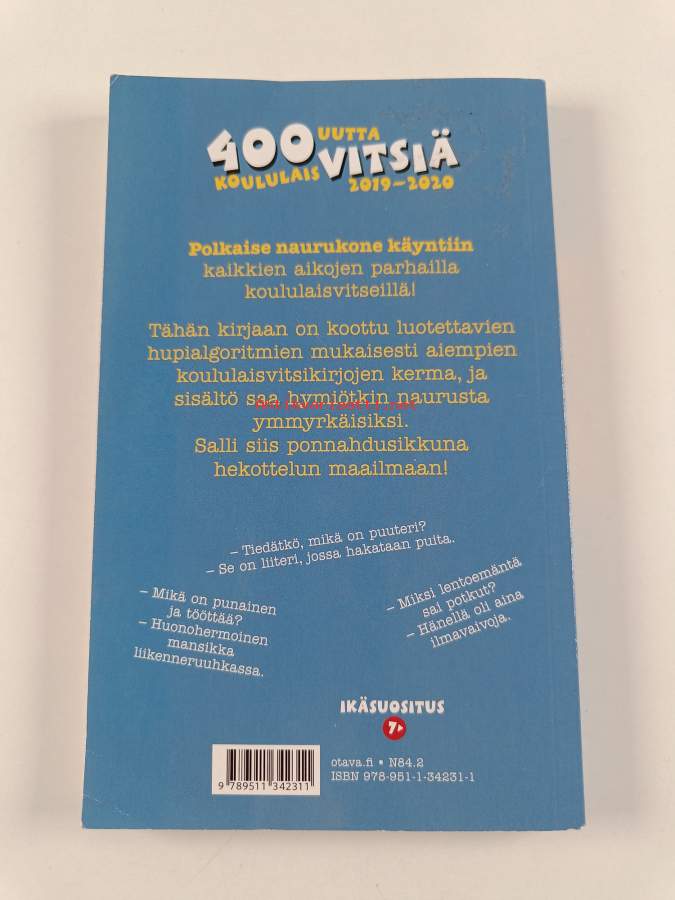 400 UUTTA
KOULULAISVITSIÄ
2019–2020
Polkaise naurukone käyntiin
kaikkien aikojen parhailla
koululaisvitseillä!
Tähän kirjaan on koottu luotettavien
hupialgoritmien mukaisesti aiempien
koululaisvitsikirjojen kerma, ja
sisältö saa hymiötkin naurusta
ymmyrkäisiksi.
Salli siis ponnahdusikkuna
hekottelun maailmaan!
– Tiedätkö, mikä on puuteri?
– Se on liiteri, jossa hakataan puita.
– Mikä on punainen
ja tööttää?
– Huonohermoinen
mansikka
liikenneruuhkassa.
– Miksi lentoemäntä
sai potkut?
– Hänellä oli aina
ilmavaivoja.
IKÄSUOSITUS
7
otava.fi • N84.2
ISBN 978-951-1-34231-1
9 789511 342311